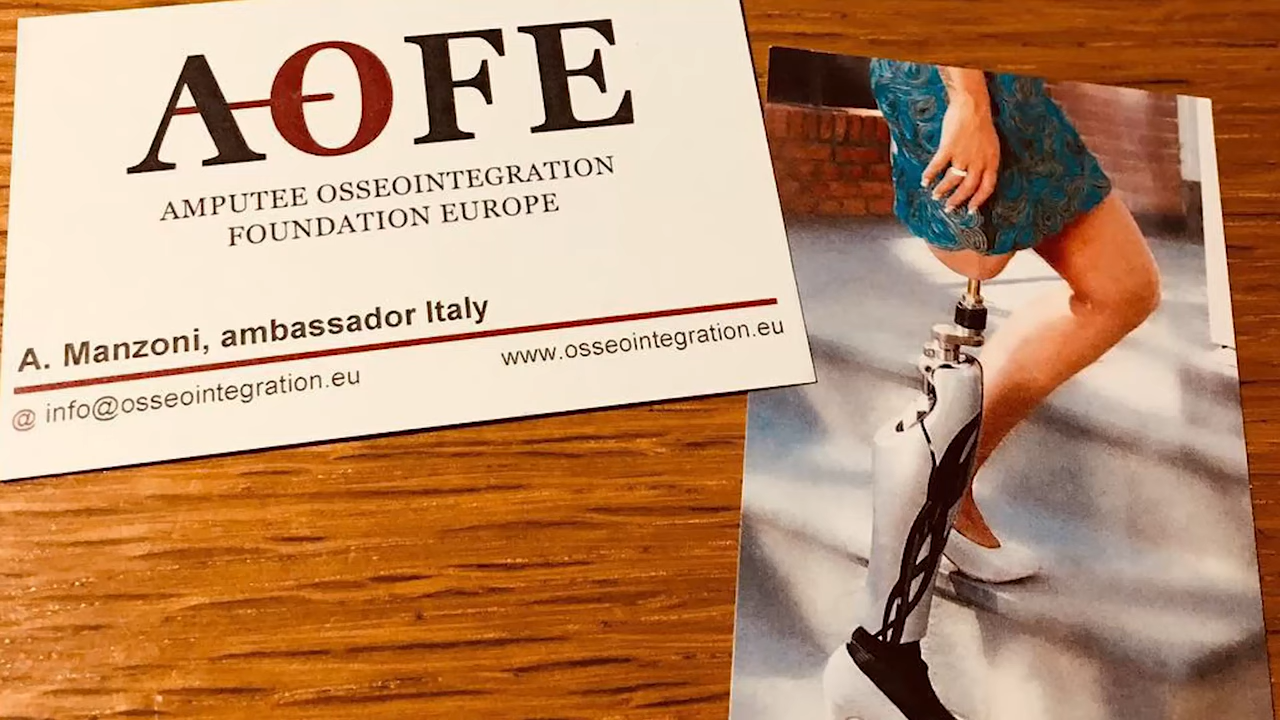 AOFE
AMPUTEE OSSEOINTEGRATION
FOUNDATION EUROPE
A. Manzoni, ambassador Italy
@ info@osseointegration.eu
www.osseointegration.eu